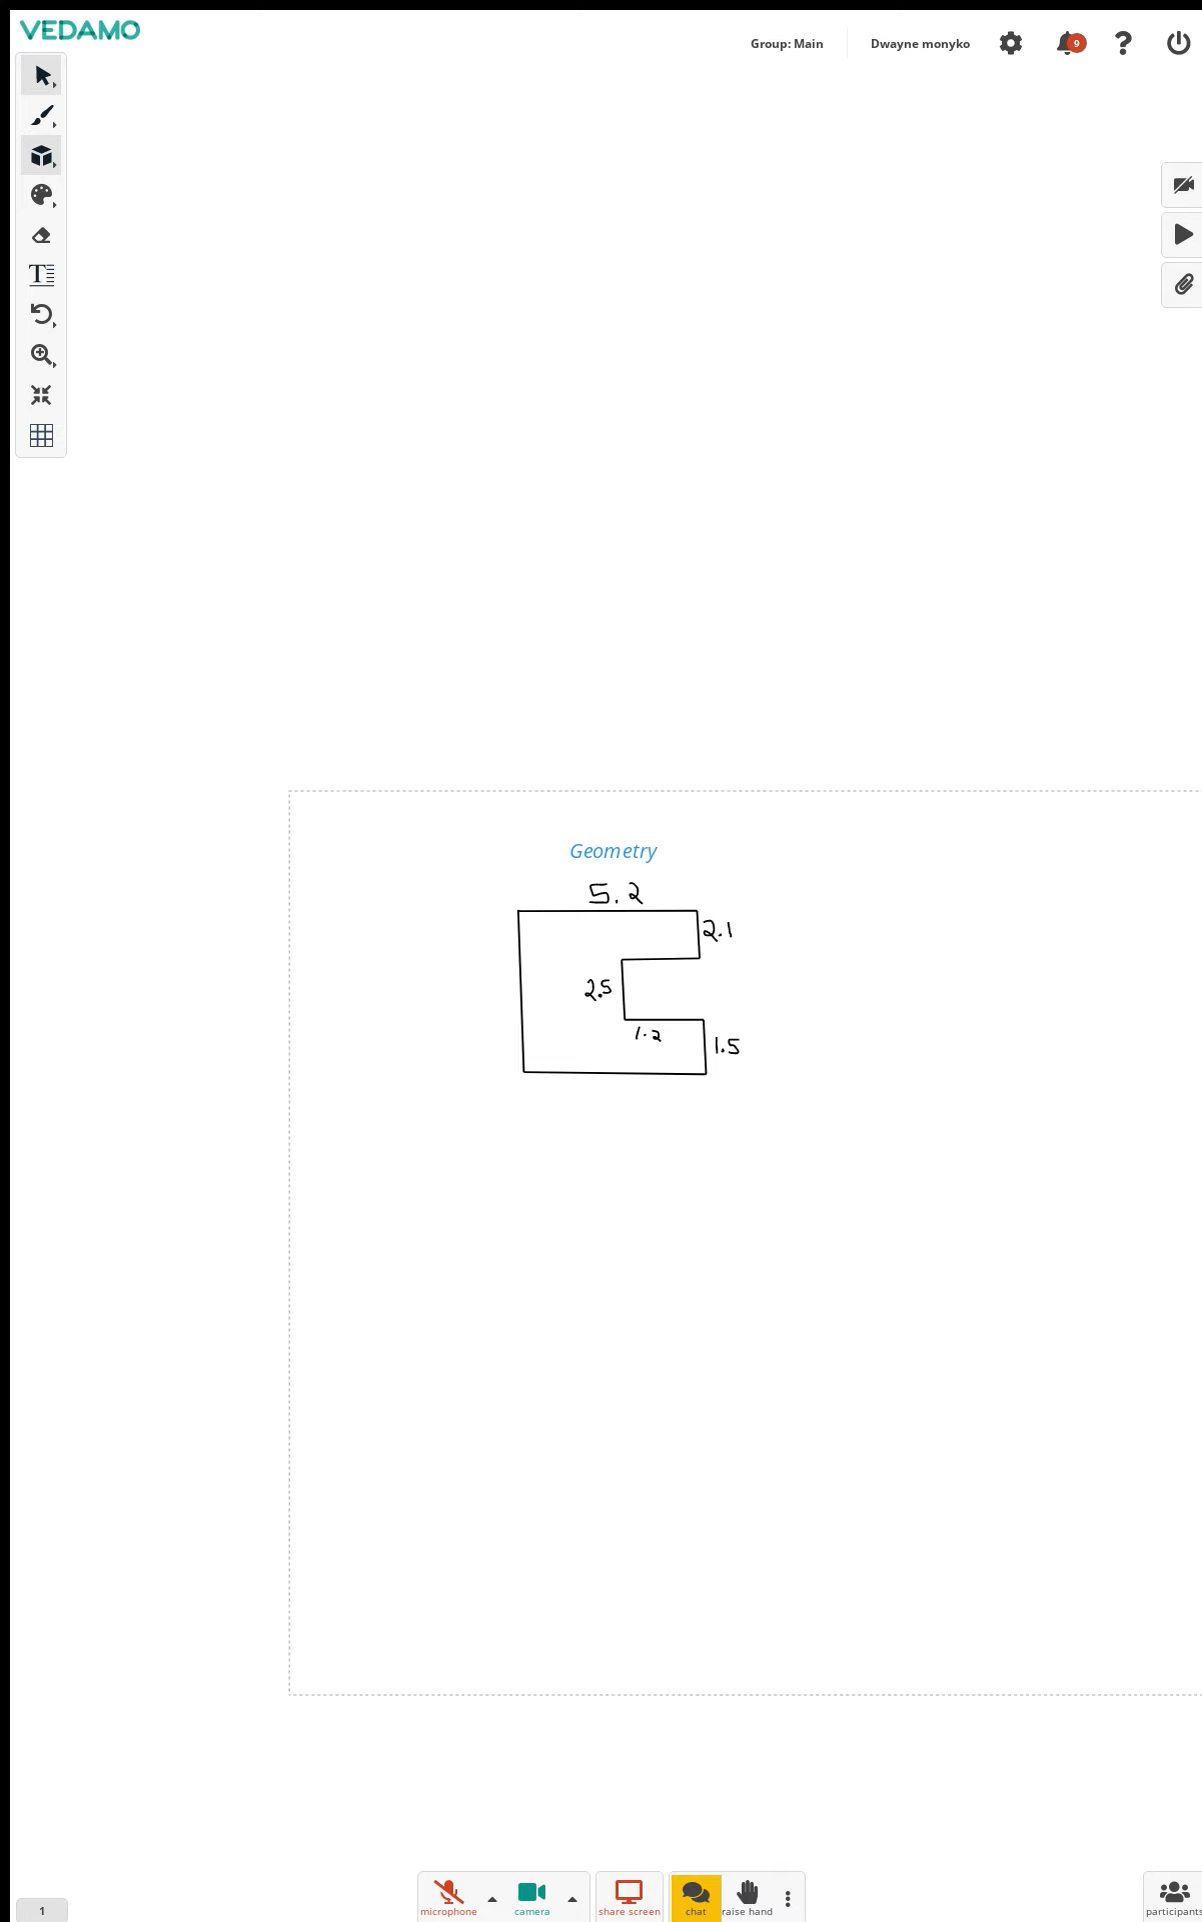 VEDAMO
Group: Main
Dwayne monyko
9
T
Geometry
5.2
2.1
2.5
1.2
1.5
1
microphone
camera
share screen
chat
raise hand
participants